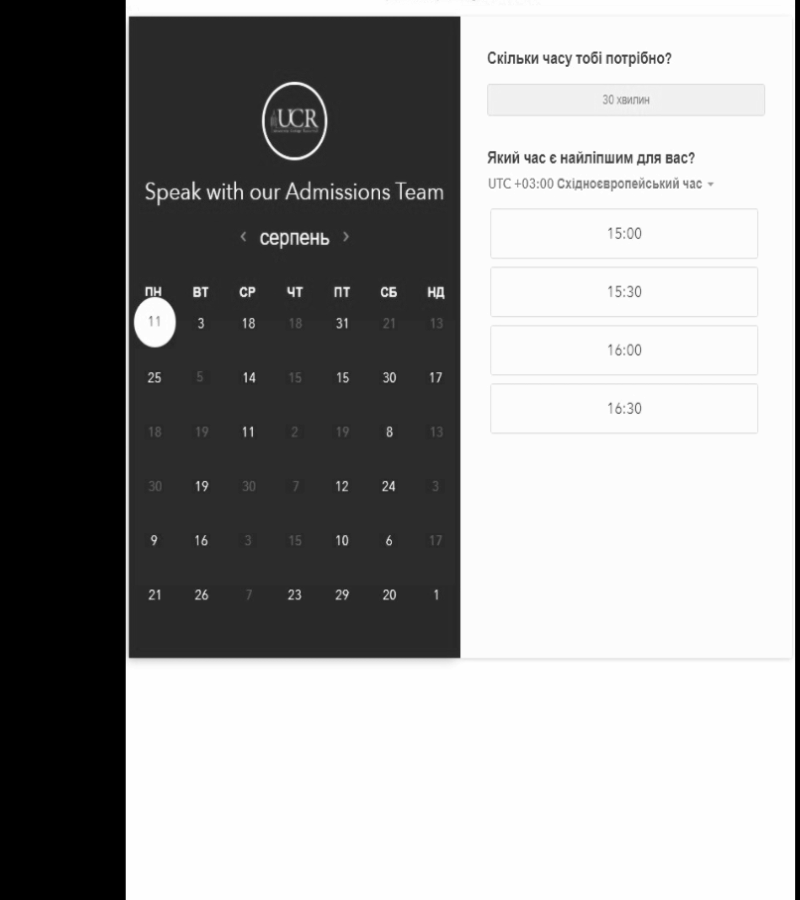 UCR
Speak with our Admissions Team
‹ серпень ›
ПН ВТ СР ЧТ ПТ СБ НД
11 3 18 18 31 21 13
25 5 14 15 15 30 17
18 19 11 2 19 8 13
30 19 30 7 12 24 3
9 16 3 15 10 6 17
21 26 7 23 29 20 1
Скільки часу тобі потрібно?
30 хвилин
Який час є найліпшим для вас?
UTC +03:00 Східноєвропейський час
15:00
15:30
16:00
16:30